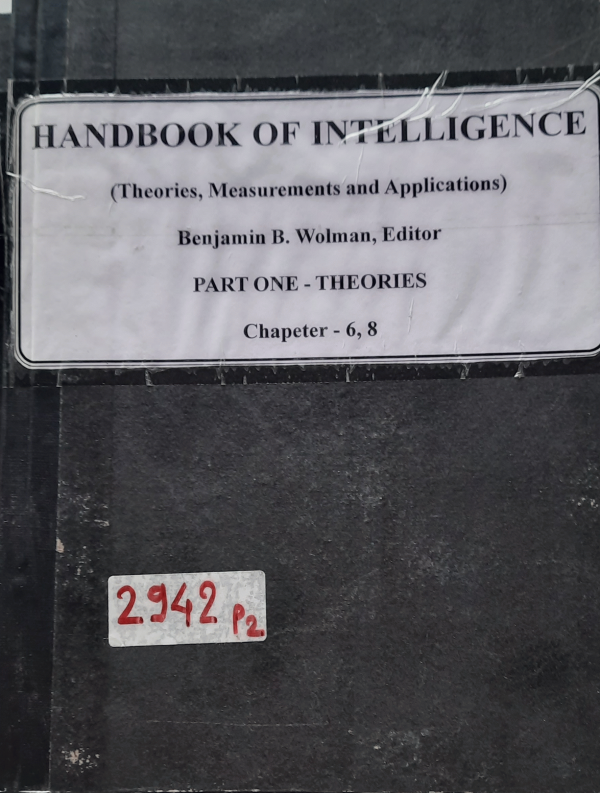 HANDBOOK OF INTELLIGENCE
(Theories, Measurements and Applications)
Benjamin B. Wolman, Editor
PART ONE - THEORIES
Chapeter - 6, 8
2942 P2